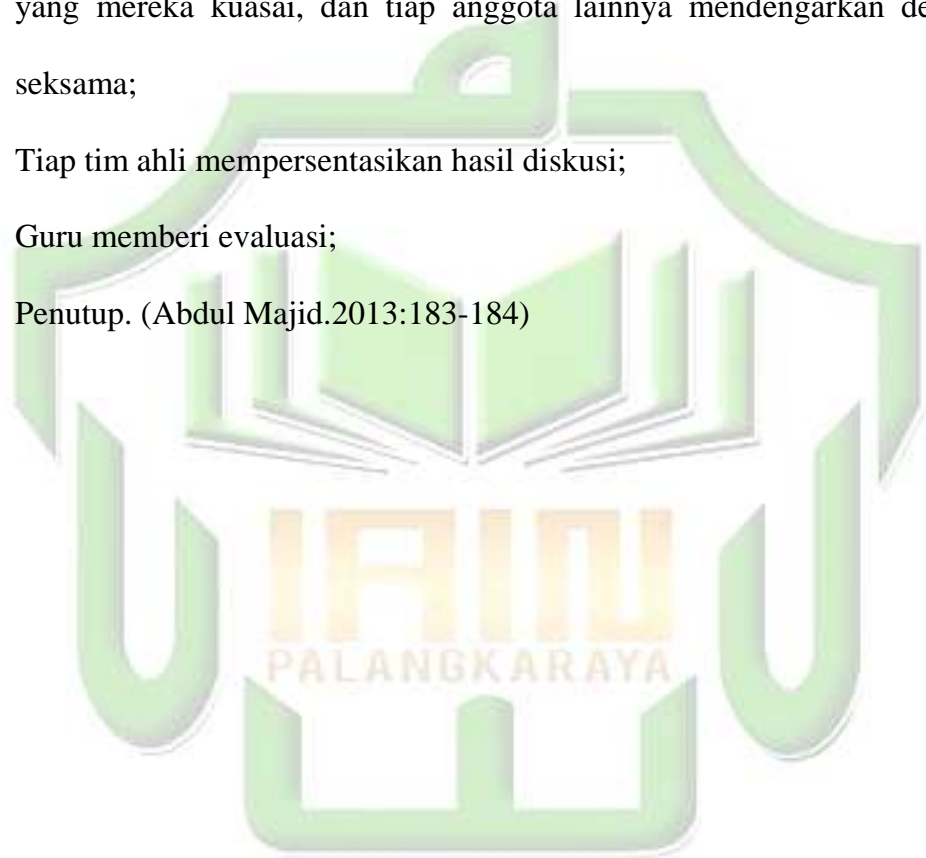 yang mereka kuasai, dan tiap anggota lainnya mendengarkan de
seksama;
Tiap tim ahli mempersentasikan hasil diskusi;
Guru memberi evaluasi;
Penutup. (Abdul Majid.2013:183-184)
IAIN
PALANGKARAYA